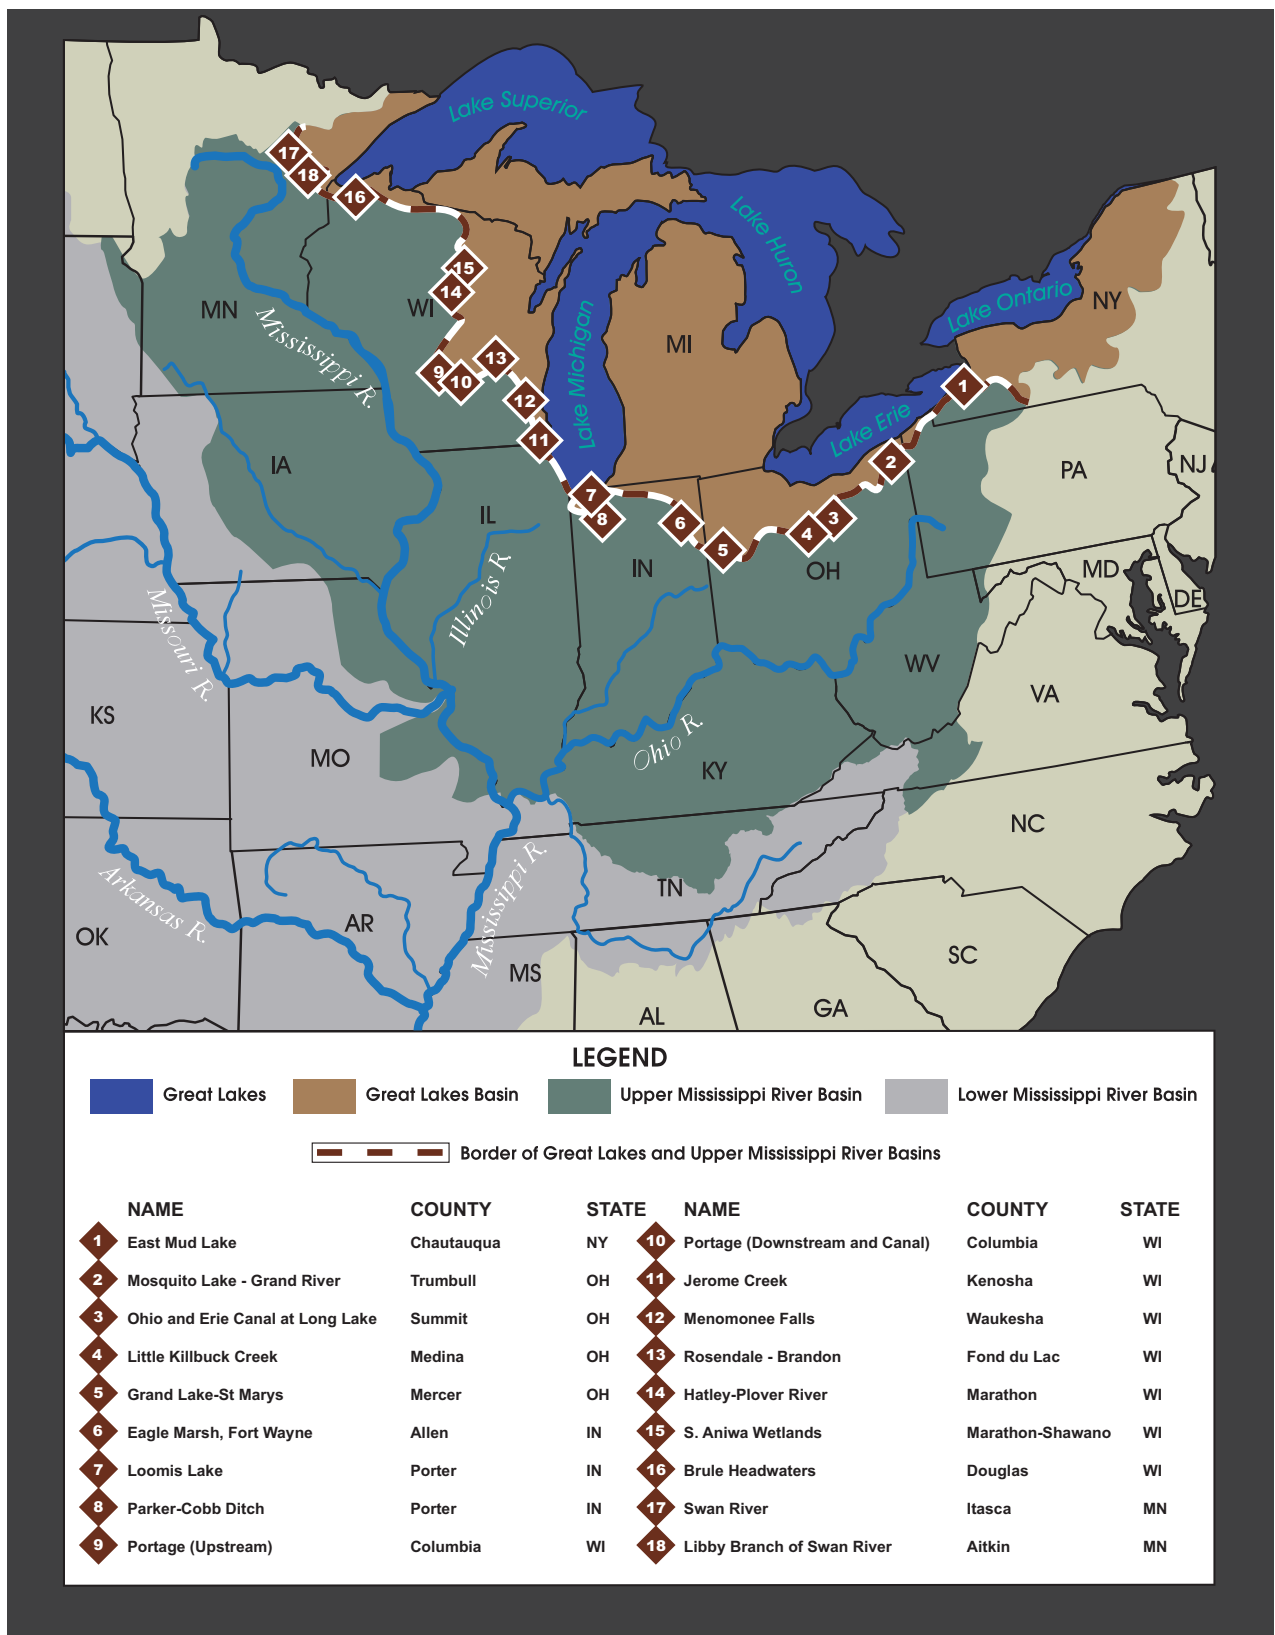 Lake Superior
17
18
16
Lake Huron
15
14
MN
WI
Lake Ontario
NY
Mississippi R.
Lake Michigan
MI
13
9
10
1
12
Lake Erie
11
2
IA
PA
NJ
7
IL
8
6
3
4
5
Illinois R
IN
OH
MD
DE
Missouri R.
WV
VA
KS
Ohio R.
MO
KY
NC
Mississippi R.
Arkansas R.
TN
AR
OK
SC
MS
GA
AL
LEGEND
Great Lakes
Great Lakes Basin
Upper Mississippi River Basin
Lower Mississippi River Basin
Border of Great Lakes and Upper Mississippi River Basins
NAME COUNTY STATE NAME COUNTY STATE
1 East Mud Lake Chautauqua NY 10 Portage (Downstream and Canal) Columbia WI
2 Mosquito Lake - Grand River Trumbull OH 11 Jerome Creek Kenosha WI
3 Ohio and Erie Canal at Long Lake Summit OH 12 Menomonee Falls Waukesha WI
4 Little Killbuck Creek Medina OH 13 Rosendale - Brandon Fond du Lac WI
5 Grand Lake-St Marys Mercer OH 14 Hatley-Plover River Marathon WI
6 Eagle Marsh, Fort Wayne Allen IN 15 S. Aniwa Wetlands Marathon-Shawano WI
7 Loomis Lake Porter IN 16 Brule Headwaters Douglas WI
8 Parker-Cobb Ditch Porter IN 17 Swan River Itasca MN
9 Portage (Upstream) Columbia WI 18 Libby Branch of Swan River Aitkin MN